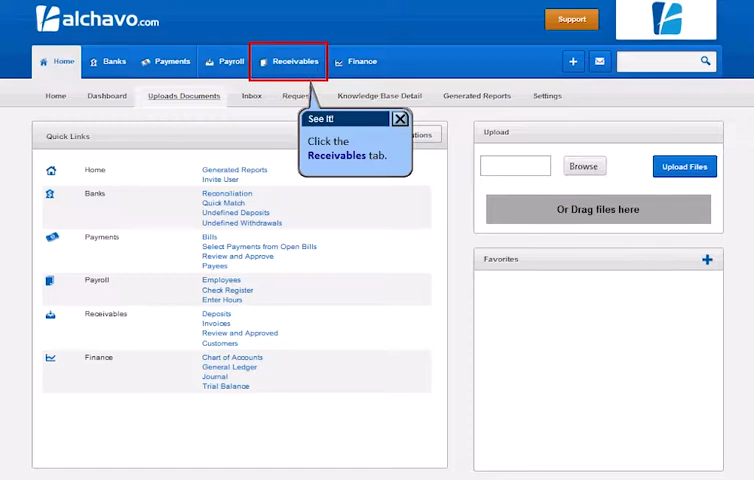 alchavo.com
Support
Home Banks Payments Payroll Receivables Finance
Home Dashboard Uploads Documents Inbox Knowledge Base Detail Generated Reports Settings
See It!
Click the
Receivables tab.
Quick Links
Home
Generated Reports
Invite User
Banks
Reconciliation
Quick Match
Undefined Deposits
Undefined Withdrawals
Payments
Bills
Select Payments from Open Bills
Review and Approve
Payees
Payroll
Employees
Check Register
Enter Hours
Receivables
Deposits
Invoices
Review and Approved
Customers
Finance
Chart of Accounts
General Ledger
Journal
Trial Balance
Upload
Browse
Upload Files
Or Drag files here
Favorites